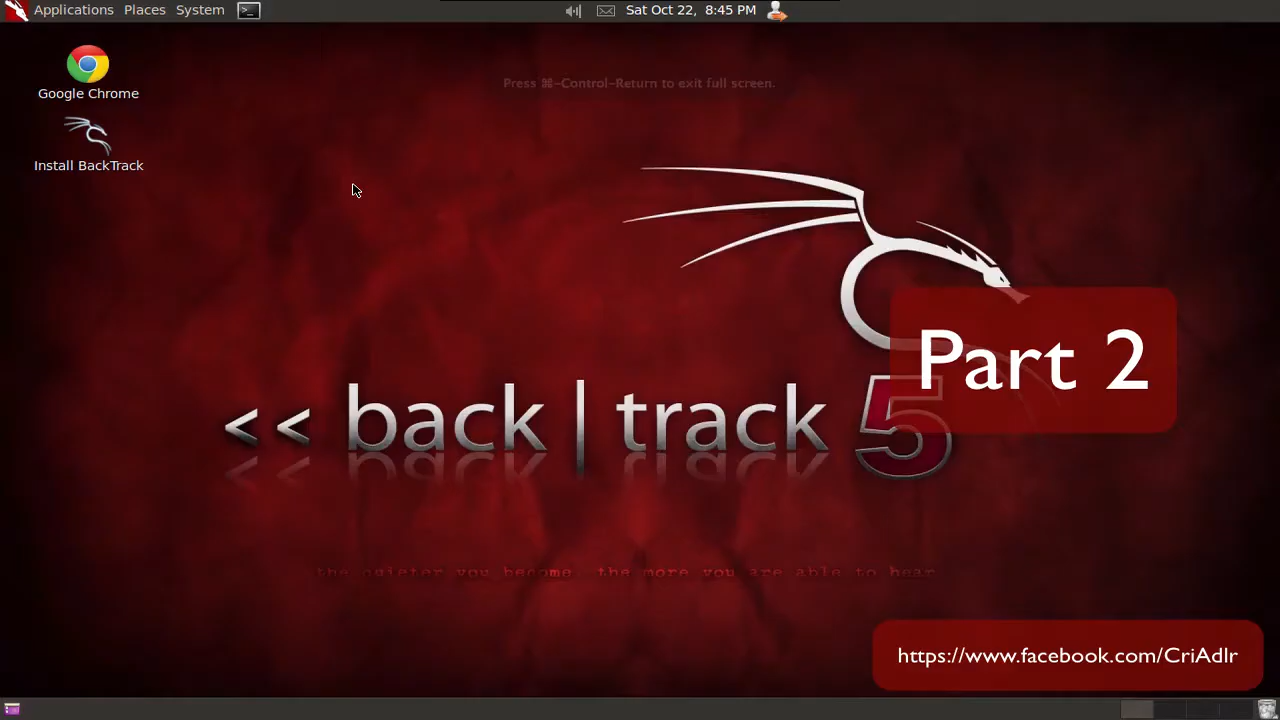 Applications Places System
Sat Oct 22, 8:45 PM
Google Chrome
Press ⌘-Control-Return to exit full screen.
Install BackTrack
Part 2
<< back | track 5
the quieter you become, the more you are able to hear
https://www.facebook.com/CriAdlr